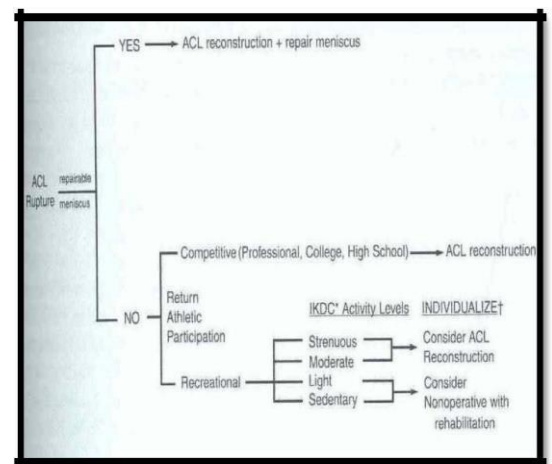 YES → ACL reconstruction + repair meniscus
ACL Rupture
repairable meniscus
Competitive (Professional, College, High School) → ACL reconstruction
NO
Return
Athletic
Participation
IKDC* Activity Levels
INDIVIDUALIZE†
Recreational
Strenuous
Moderate
Consider ACL
Reconstruction
Light
Sedentary
Consider
Nonoperative with
rehabilitation